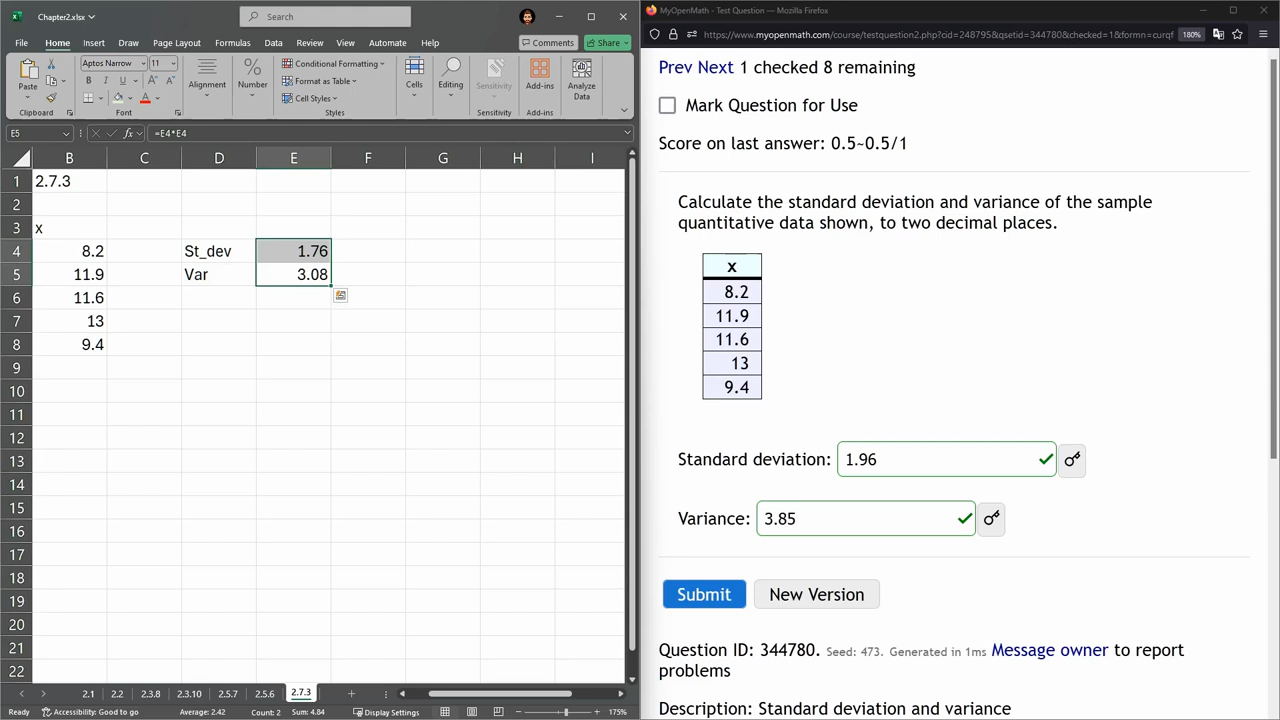 Chapter2.xlsx
Search
File Home Insert Draw Page Layout Formulas Data Review View Automate Help Comments Share
Paste
Clipboard
Aptos Narrow 11
B I U
Font
Alignment
Number
Conditional Formatting
Format as Table
Cell Styles
Styles
Cells
Editing
Sensitivity
Sensitivity
Add-ins
Add-ins
Analyze
Data
E5 fx =E4*E4
B C D E F G H I
1 2.7.3
2
3 x
4 8.2 St_dev 1.76
5 11.9 Var 3.08
6 11.6
7 13
8 9.4
9
10
11
12
13
14
15
16
17
18
19
20
21
22
2.1 2.2 2.3.8 2.3.10 2.5.7 2.5.6 2.7.3
Ready Accessibility: Good to go Average: 2.42 Count: 2 Sum: 4.84 Display Settings 175%
MyOpenMath - Test Question — Mozilla Firefox
https://www.myopenmath.com/course/testquestion2.php?cid=248795&qsetid=344780&checked=1&formn=curqf 180%
Prev Next 1 checked 8 remaining
Mark Question for Use
Score on last answer: 0.5~0.5/1
Calculate the standard deviation and variance of the sample
quantitative data shown, to two decimal places.
x
8.2
11.9
11.6
13
9.4
Standard deviation: 1.96
Variance: 3.85
Submit New Version
Question ID: 344780. Seed: 473. Generated in 1ms Message owner to report
problems
Description: Standard deviation and variance